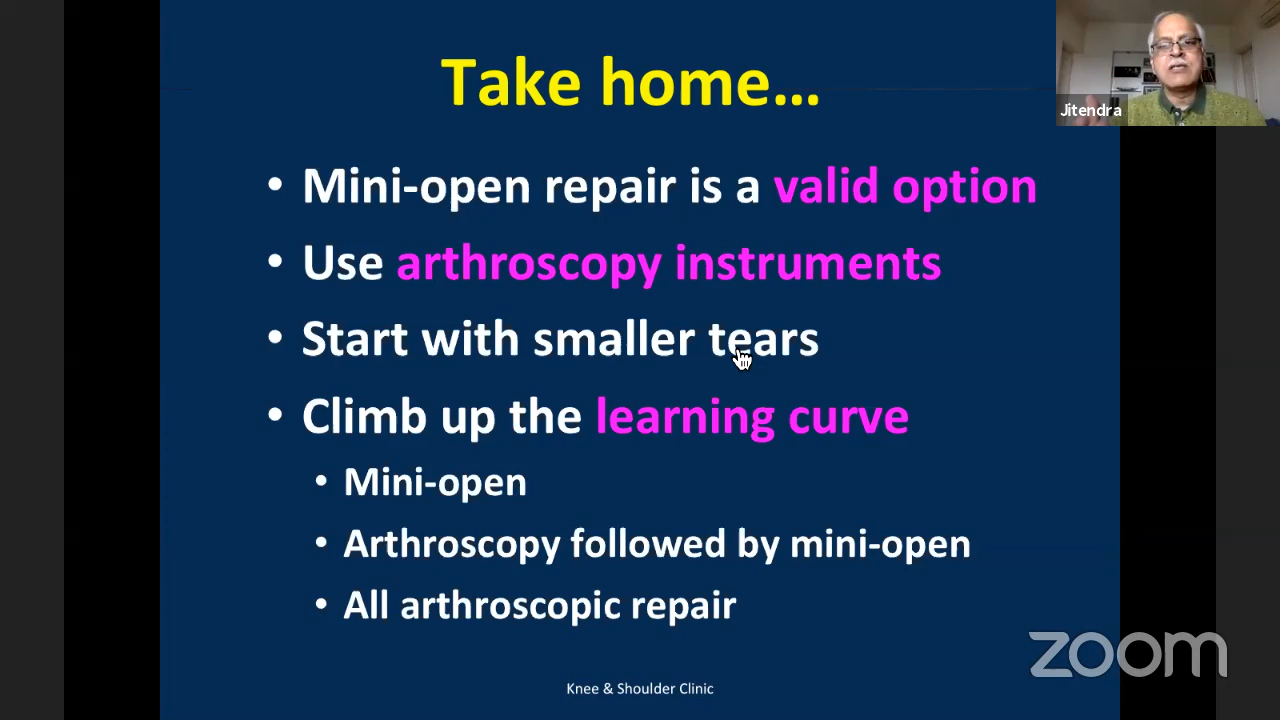 Take home…
Jitendra
• Mini-open repair is a valid option
• Use arthroscopy instruments
• Start with smaller tears
• Climb up the learning curve
• Mini-open
• Arthroscopy followed by mini-open
• All arthroscopic repair
zoom
Knee & Shoulder Clinic